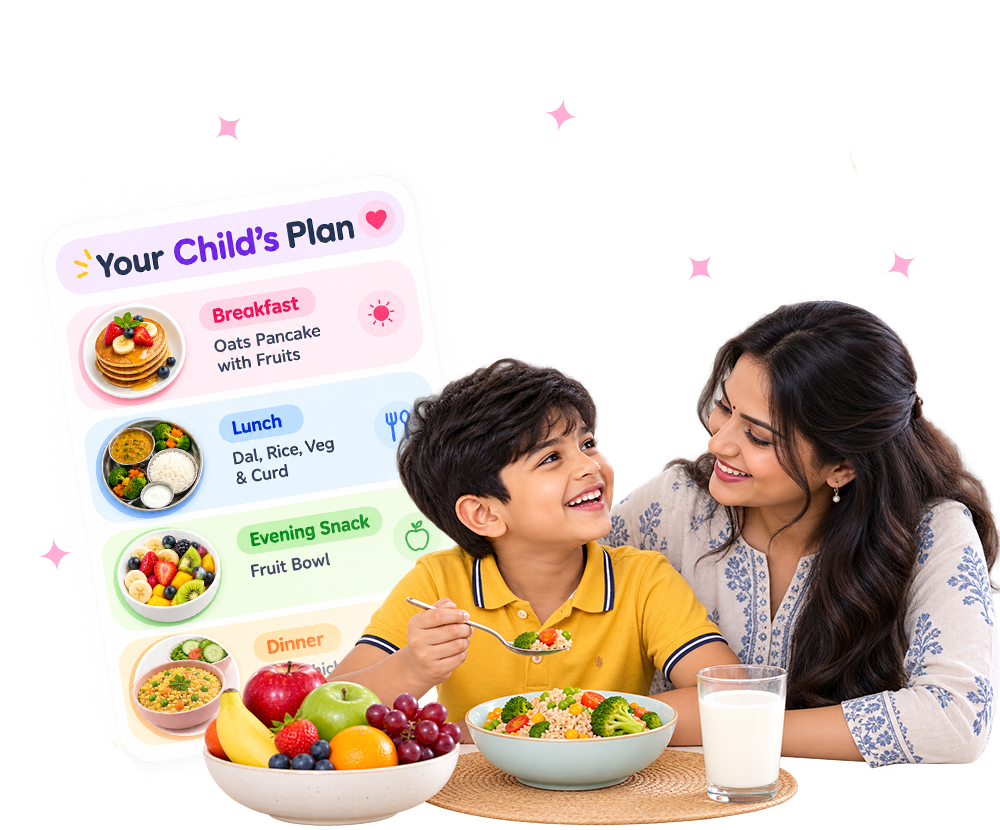 Your Child's Plan
Breakfast
Oats Pancake
with Fruits
Lunch
Dal, Rice, Veg
& Curd
Evening Snack
Fruit Bowl
Dinner